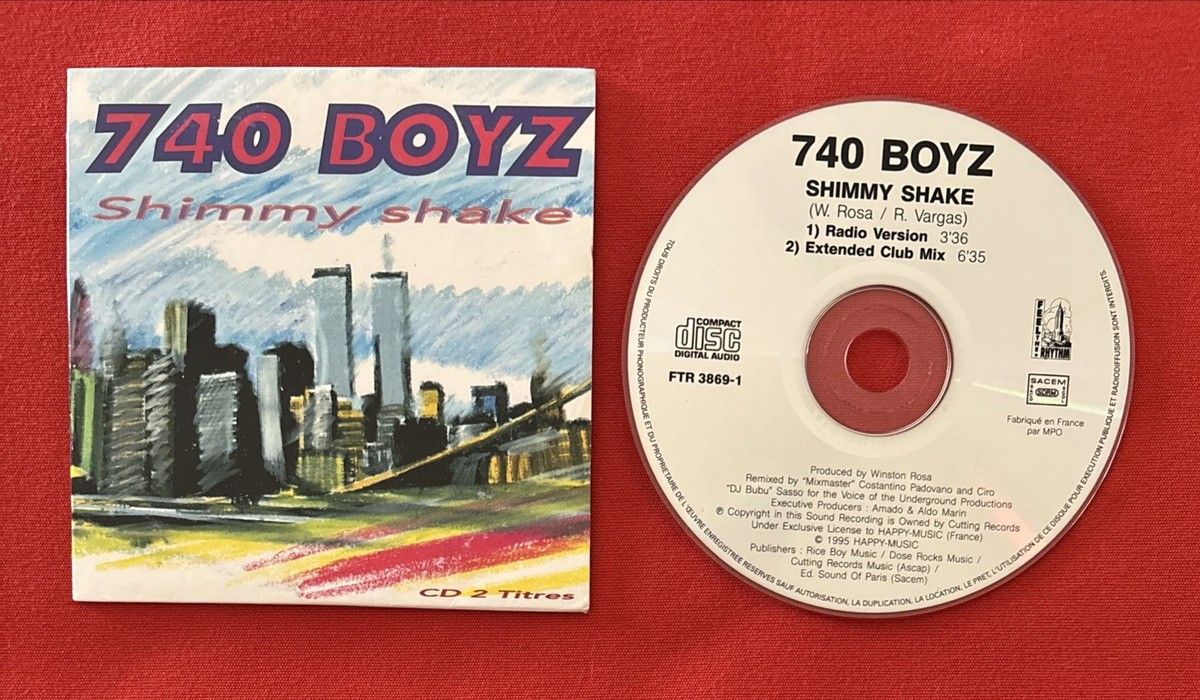 740 BOYZ
Shimmy shake
CD 2 Titres
740 BOYZ
SHIMMY SHAKE
(W. Rosa / R. Vargas)
1) Radio Version 3'36
2) Extended Club Mix 6'35
COMPACT
disc
DIGITAL AUDIO
FTR 3869-1
FEEL THE
RHYTHM
SACEM
SDRM
Fabriqué en France
par MPO
Produced by Winston Rosa
Remixed by "Mixmaster" Costantino Padovano and Ciro
"DJ Bubu" Sasso for the Voice of the Underground Productions
Executive Producers : Amado & Aldo Marin
℗ Copyright in this Sound Recording is Owned by Cutting Records
Under Exclusive License to HAPPY-MUSIC (France)
© 1995 HAPPY-MUSIC
Publishers : Rice Boy Music / Dose Rocks Music /
Cutting Records Music (Ascap) /
Ed. Sound Of Paris (Sacem)
TOUS DROITS DU PRODUCTEUR PHONOGRAPHIQUE ET DU PROPRIETAIRE DE L'ŒUVRE ENREGISTREE RESERVES SAUF AUTORISATION, LA DUPLICATION, LA LOCATION, LE PRET, L'UTILISATION DE CE DISQUE POUR EXECUTION PUBLIQUE ET RADIODIFFUSION SONT INTERDITS.